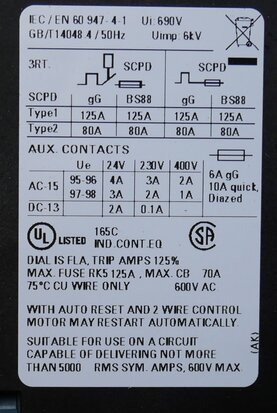 IEC/EN 60 947-4-1 Ui: 690V
GB/T14048.4 / 50Hz Uimp: 6kV
3RT. SCPD SCPD
SCPD gG BS88 gG BS88
Type1 125A 125A 125A 125A
Type2 80A 80A 80A 80A
AUX. CONTACTS
Ue 24V 230V 400V
AC-15 95-96 4A 3A 2A
97-98 3A 2A 1A
DC-13 2A 0.1A -
6A gG
10A quick,
Diazed
UL LISTED 165C
IND.CONT.EQ
SA
DIAL IS FLA, TRIP AMPS 125%
MAX. FUSE RK5 125A , MAX. CB 70A
75°C CU WIRE ONLY 600V AC
WITH AUTO RESET AND 2 WIRE CONTROL
MOTOR MAY RESTART AUTOMATIC.
SUITABLE FOR USE ON A CIRCUIT
CAPABLE OF DELIVERING NOT MORE
THAN 5000 RMS SYM. AMPS, 600V MAX.
(AK)